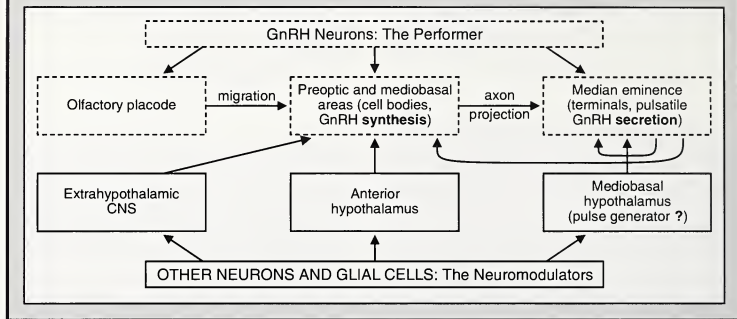 GnRH Neurons: The Performer
Olfactory placode
migration
Preoptic and mediobasal
areas (cell bodies,
GnRH synthesis)
axon
projection
Median eminence
(terminals, pulsatile
GnRH secretion)
Extrahypothalamic
CNS
Anterior
hypothalamus
Mediobasal
hypothalamus
(pulse generator ?)
OTHER NEURONS AND GLIAL CELLS: The Neuromodulators